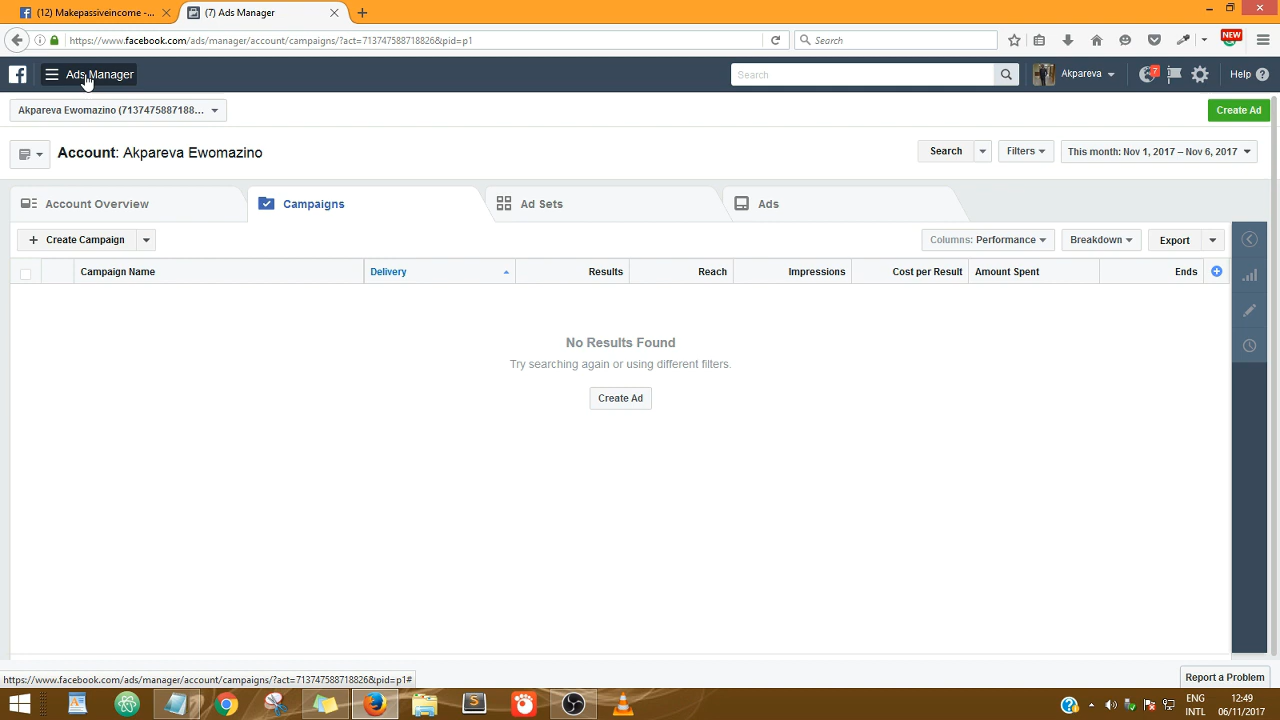 (12) Makepassiveincome -...
(7) Ads Manager
https://www.facebook.com/ads/manager/account/campaigns/?act=713747588718826&pid=p1
Search
NEW
Ads Manager
Search
Akpareva
7
Help
Akpareva Ewomazino (7137475887188...
Create Ad
Account: Akpareva Ewomazino
Search
Filters
This month: Nov 1, 2017 – Nov 6, 2017
Account Overview
Campaigns
Ad Sets
Ads
+ Create Campaign
Columns: Performance
Breakdown
Export
Campaign Name
Delivery
Results
Reach
Impressions
Cost per Result
Amount Spent
Ends
No Results Found
Try searching again or using different filters.
Create Ad
https://www.facebook.com/ads/manager/account/campaigns/?act=713747588718826&pid=p1#
Report a Problem
ENG
INTL
12:49
06/11/2017